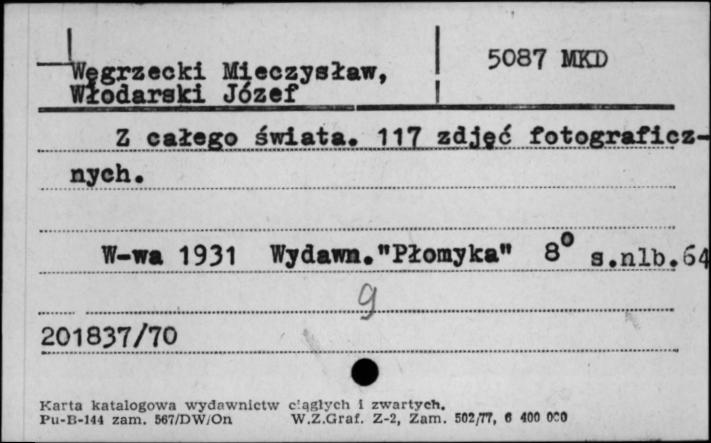 Węgrzecki Mieczysław,
Włodarski Józef
5087 MKD
Z całego świata. 117 zdjęć fotograficz-
nych.
W-wa 1931 Wydawn."Płomyka" 8° s.nlb.64
9
201837/70
Karta katalogowa wydawnictw ciągłych i zwartych.
Pu-B-144 zam. 567/DW/On W.Z.Graf. Z-2, Zam. 502/77, 6 400 000